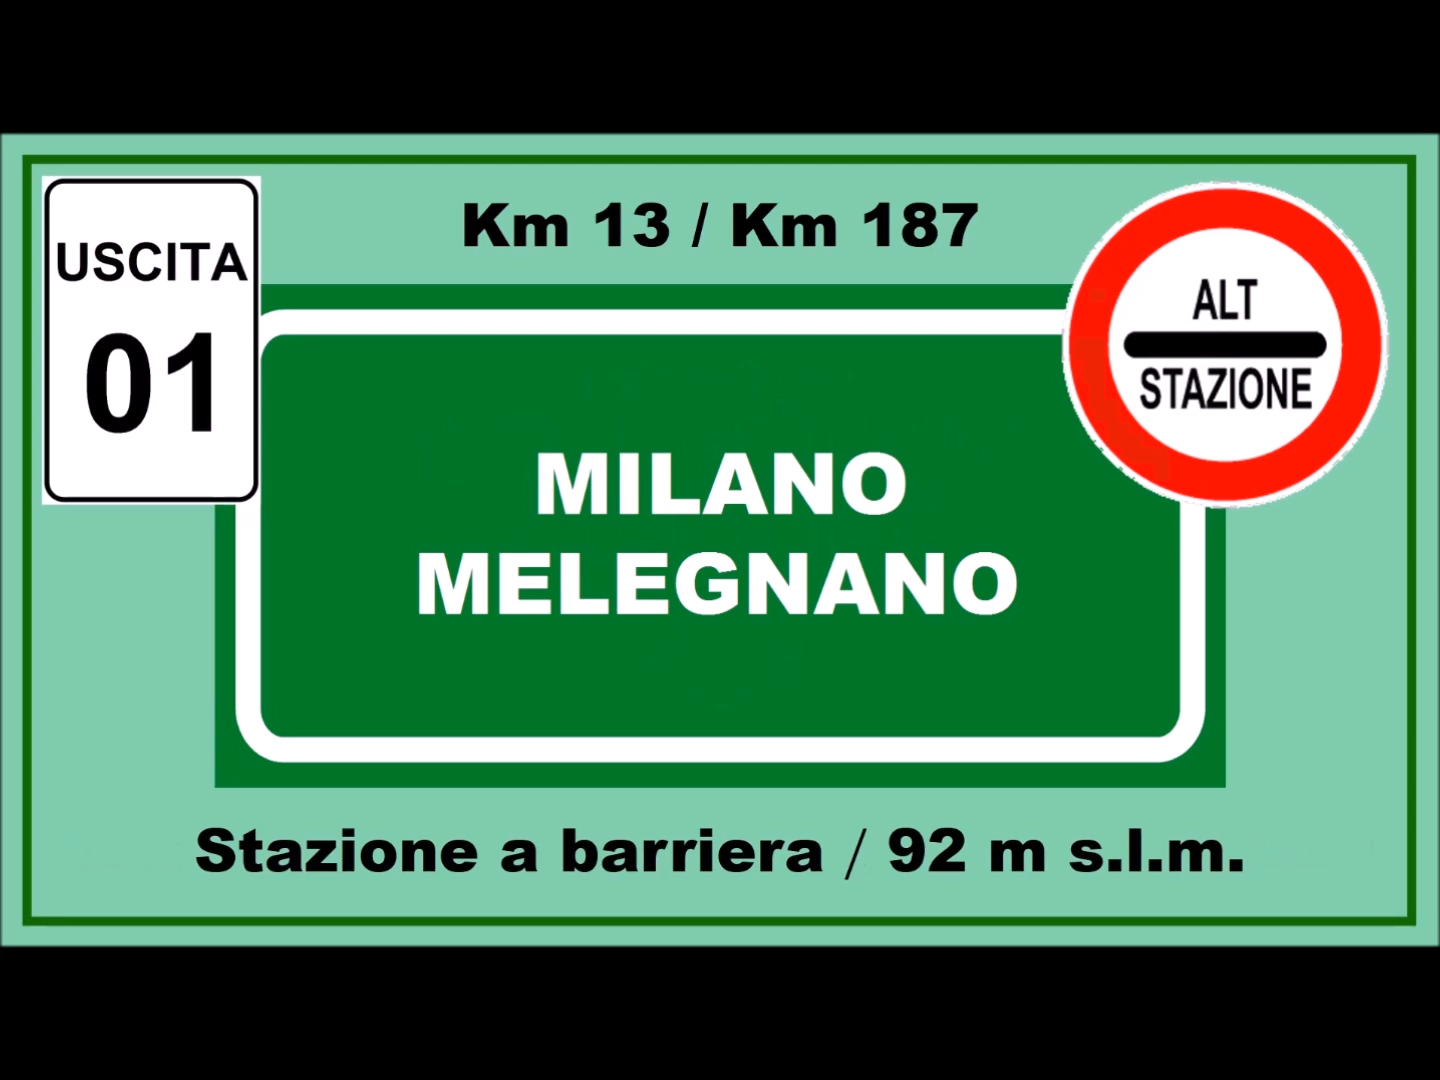 Km 13 / Km 187
USCITA
01
ALT
STAZIONE
MILANO
MELEGNANO
Stazione a barriera / 92 m s.l.m.